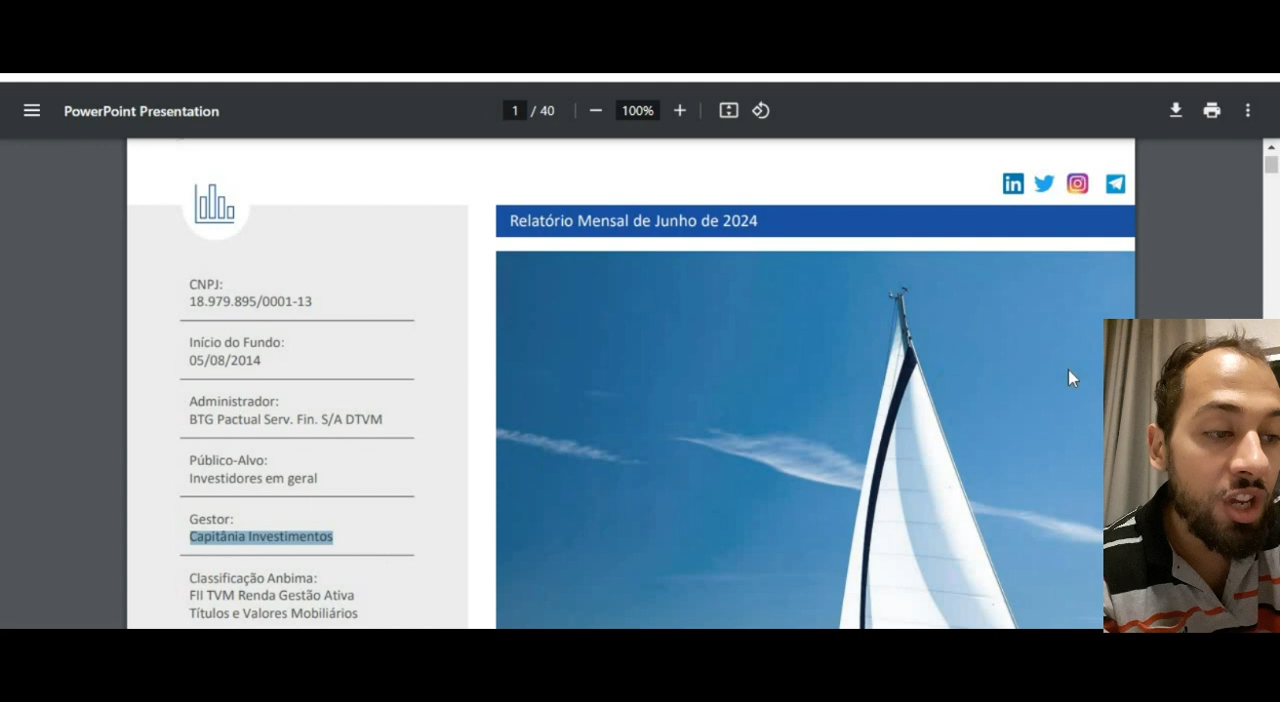 PowerPoint Presentation
1 / 40
100%
in
Relatório Mensal de Junho de 2024
CNPJ:
18.979.895/0001-13
Início do Fundo:
05/08/2014
Administrador:
BTG Pactual Serv. Fin. S/A DTVM
Público-Alvo:
Investidores em geral
Gestor:
Capitânia Investimentos
Classificação Anbima:
FII TVM Renda Gestão Ativa
Títulos e Valores Mobiliários